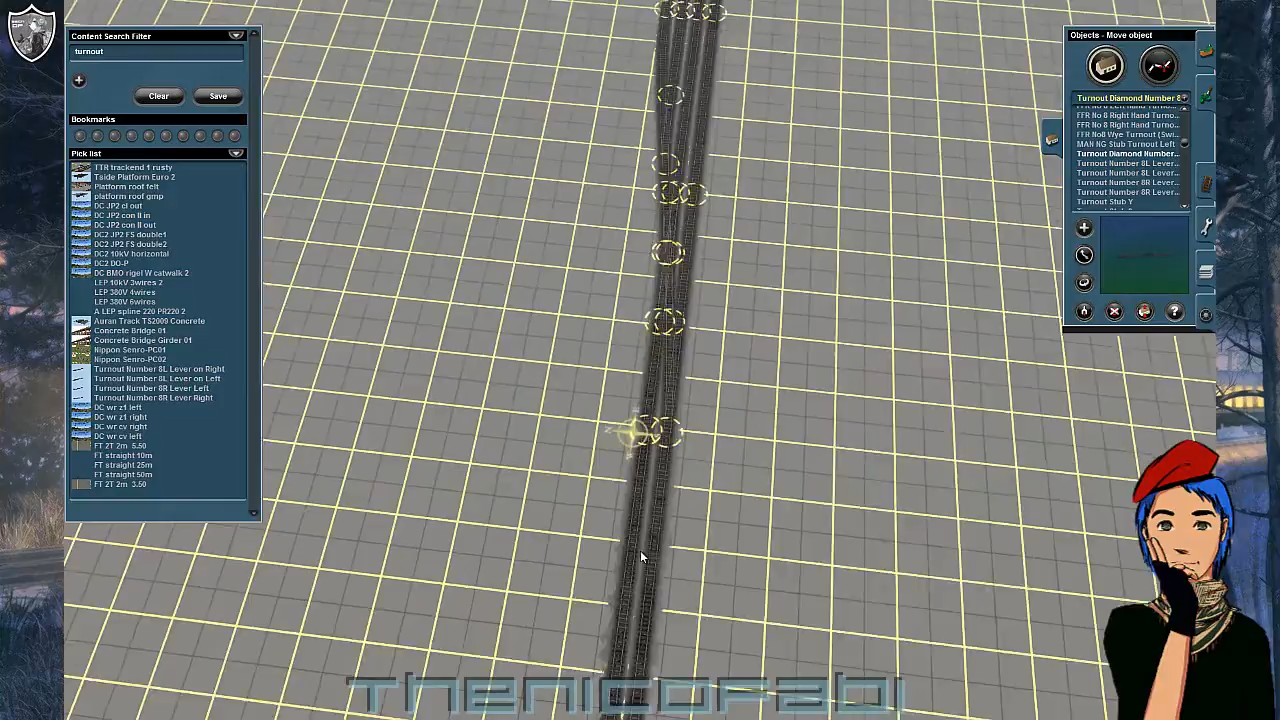 Content Search Filter
turnout
Clear
Save
Bookmarks
Pick list
TTR trackend 1 rusty
Tside Platform Euro 2
Platform roof felt
platform roof gmp
DC JP2 cl out
DC JP2 con II in
DC JP2 con II out
DC2 JP2 FS double1
DC2 JP2 FS double2
DC2 10kV horizontal
DC2 DO-P
DC BMO rigel W catwalk 2
LEP 10kV 3wires 2
LEP 380V 4wires
LEP 380V 6wires
A LEP spline 220 PR220 2
Auran Track TS2009 Concrete
Concrete Bridge 01
Concrete Bridge Girder 01
Nippon Senro-PC01
Nippon Senro-PC02
Turnout Number 8L Lever on Right
Turnout Number 8L Lever on Left
Turnout Number 8R Lever Left
Turnout Number 8R Lever Right
DC wr z1 left
DC wr z1 right
DC wr cv right
DC wr cv left
FT 2T 2m 5.50
FT straight 10m
FT straight 25m
FT straight 50m
FT 2T 2m 3.50
Objects - Move object
Turnout Diamond Number 8
FFR No 8 Right Hand Turno...
FFR No 8 Right Hand Turno...
FFR No8 Wye Turnout (Swi...
MAN NG Stub Turnout Left
Turnout Diamond Number...
Turnout Number 8L Lever...
Turnout Number 8L Lever...
Turnout Number 8R Lever...
Turnout Number 8R Lever...
Turnout Stub Y
?
THENICOFABI